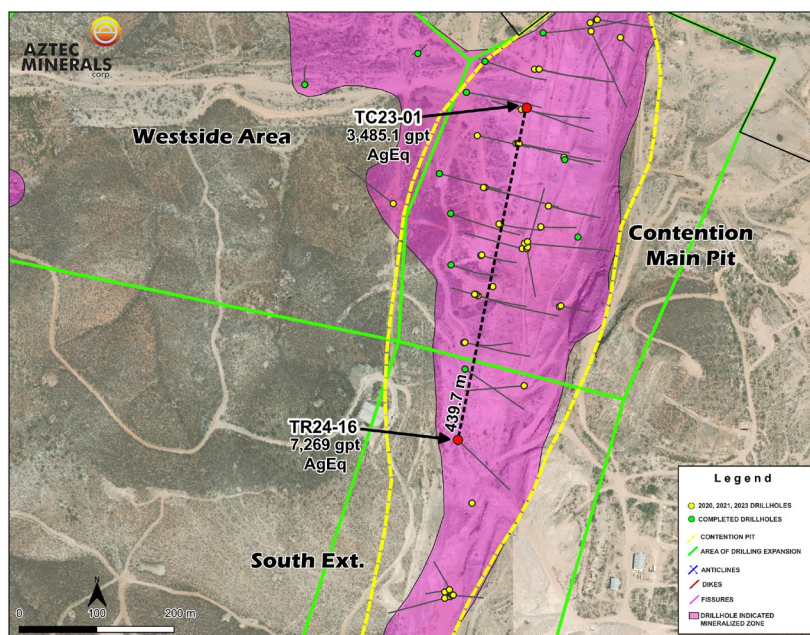 AZTEC
MINERALS
corp.
TC23-01
3,485.1 gpt
AgEq
Westside Area
Contention
Main Pit
439.7 m
TR24-16
7,269 gpt
AgEq
South Ext.
N
0 100 200 m
Legend
2020, 2021, 2023 DRILLHOLES
COMPLETED DRILLHOLES
CONTENTION PIT
AREA OF DRILLING EXPANSION
ANTICLINES
DIKES
FISSURES
DRILLHOLE INDICATED
MINERALIZED ZONE